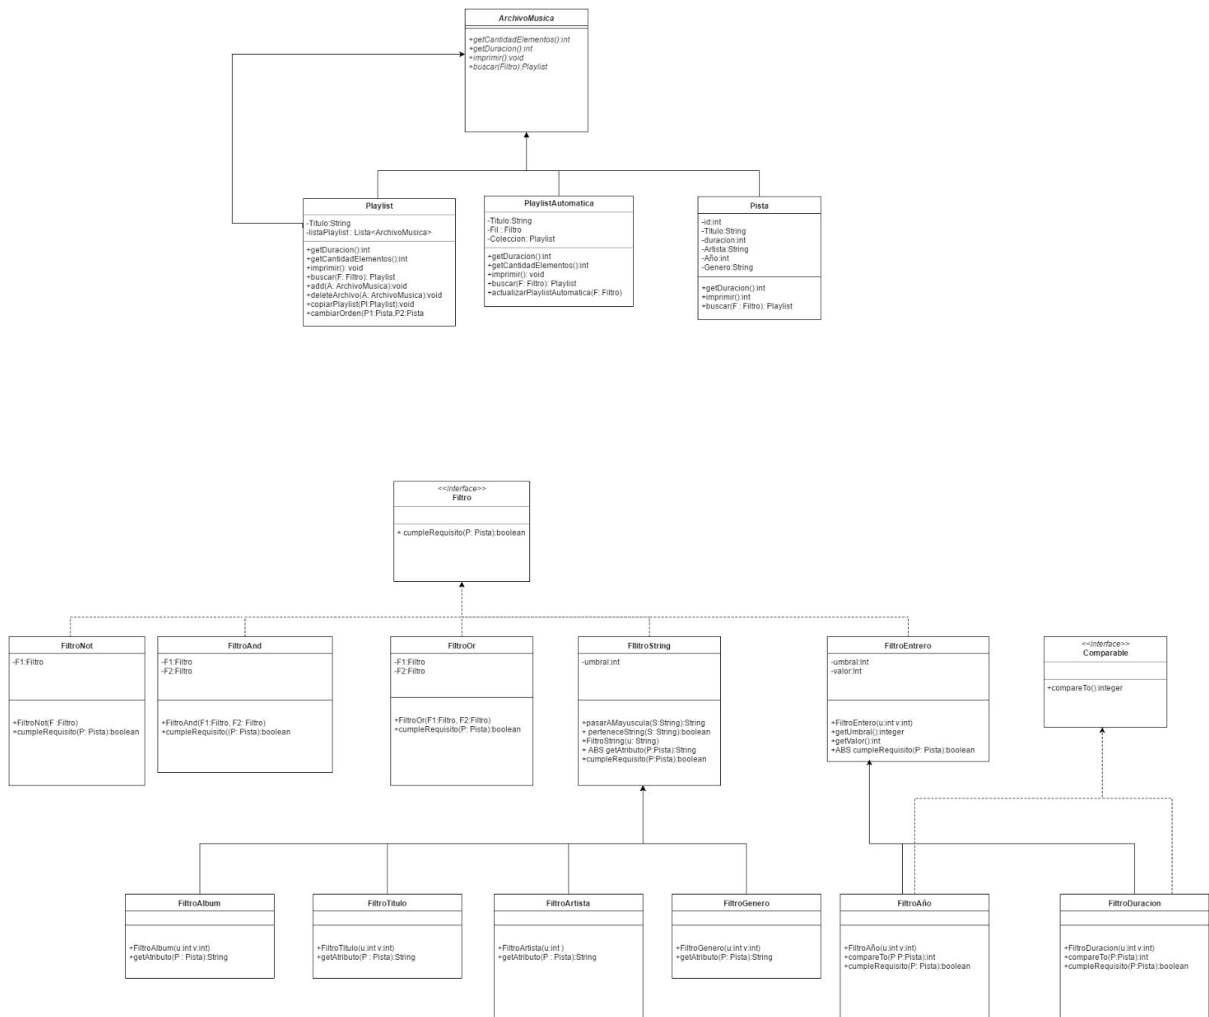 ArchivoMusica
+getCantidadElementos():int
+getDuracion():int
+imprimir():void
+buscar(Filtro):Playlist
Playlist
-Titulo:String
-listaPlaylist : Lista<ArchivoMusica>
+getDuracion():int
+getCantidadElementos():int
+imprimir(): void
+buscar(F: Filtro): Playlist
+add(A: ArchivoMusica):void
+deleteArchivo(A: ArchivoMusica):void
+copiarPlaylist(Pl:Playlist):void
+cambiarOrden(P1:Pista,P2:Pista
PlaylistAutomatica
-Titulo:String
-Fil : Filtro
-Coleccion: Playlist
+getDuracion():int
+getCantidadElementos():int
+imprimir(): void
+buscar(F: Filtro): Playlist
+actualizarPlaylistAutomatica(F: Filtro)
Pista
-id:int
-Titulo:String
-duracion:int
-Artista:String
-Año:int
-Genero:String
+getDuracion():int
+imprimir():int
+buscar(F : Filtro): Playlist
<<Interface>>
Filtro
+ cumpleRequisito(P: Pista):boolean
FiltroNot
-F1:Filtro
+FiltroNot(F :Filtro)
+cumpleRequisito(P: Pista):boolean
FiltroAnd
-F1:Filtro
-F2:Filtro
+FiltroAnd(F1:Filtro, F2: Filtro)
+cumpleRequisito((P: Pista):boolean
FiltroOr
-F1:Filtro
-F2:Filtro
+FiltroOr(F1:Filtro, F2:Filtro)
+cumpleRequisito(P: Pista):boolean
FIlitroString
-umbral:int
+pasarAMayuscula(S:String):String
+ perteneceString(S: String):boolean
+FiltroString(u: String)
+ ABS getAtributo(P:Pista):String
+cumpleRequisito(P:Pista):boolean
FiltroEntrero
-umbral:Int
-valor:Int
+FiltroEntero(u:int v:int)
+getUmbral():integer
+getValor():int
+ABS cumpleRequisito(P: Pista):boolean
<<Interface>>
Comparable
+compareTo():integer
FiltroAlbum
+FiltroAlbum(u:int v:int)
+getAtributo(P : Pista):String
FiltroTitulo
+FiltroTitulo(u:int v:int)
+getAtributo(P : Pista):String
FiltroArtista
+FiltroArtista(u:int )
+getAtributo(P : Pista):String
FiltroGenero
+FiltroGenero(u:int v:int)
+getAtributo(P: Pista):String
FiltroAño
+FiltroAño(u:int v:int)
+compareTo(P P:Pista):int
+cumpleRequisito(P: Pista):boolean
FiltroDuracion
+FiltroDuracion(u:int v:int)
+compareTo(P:Pista):int
+cumpleRequisito(P:Pista):boolean